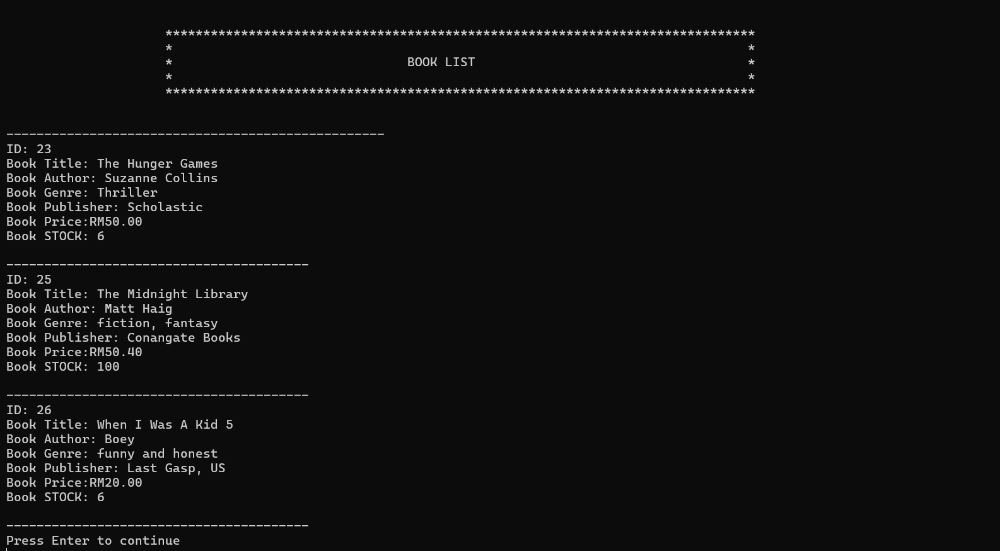 ******************************************************************************
*                                                                            *
*                               BOOK LIST                                    *
*                                                                            *
******************************************************************************
--------------------------------------------------
ID: 23
Book Title: The Hunger Games
Book Author: Suzanne Collins
Book Genre: Thriller
Book Publisher: Scholastic
Book Price:RM50.00
Book STOCK: 6
----------------------------------------
ID: 25
Book Title: The Midnight Library
Book Author: Matt Haig
Book Genre: fiction, fantasy
Book Publisher: Conangate Books
Book Price:RM50.40
Book STOCK: 100
----------------------------------------
ID: 26
Book Title: When I Was A Kid 5
Book Author: Boey
Book Genre: funny and honest
Book Publisher: Last Gasp, US
Book Price:RM20.00
Book STOCK: 6
----------------------------------------
Press Enter to continue